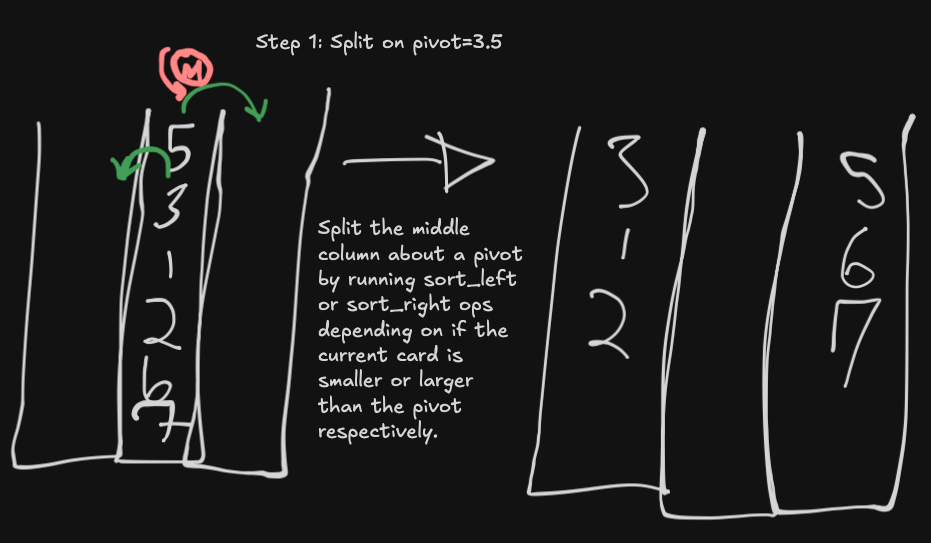 Step 1: Split on pivot=3.5
M
5
3
1
2
6
7
Split the middle
column about a pivot
by running sort_left
or sort_right ops
depending on if the
current card is
smaller or larger
than the pivot
respectively.
3
1
2
5
6
7